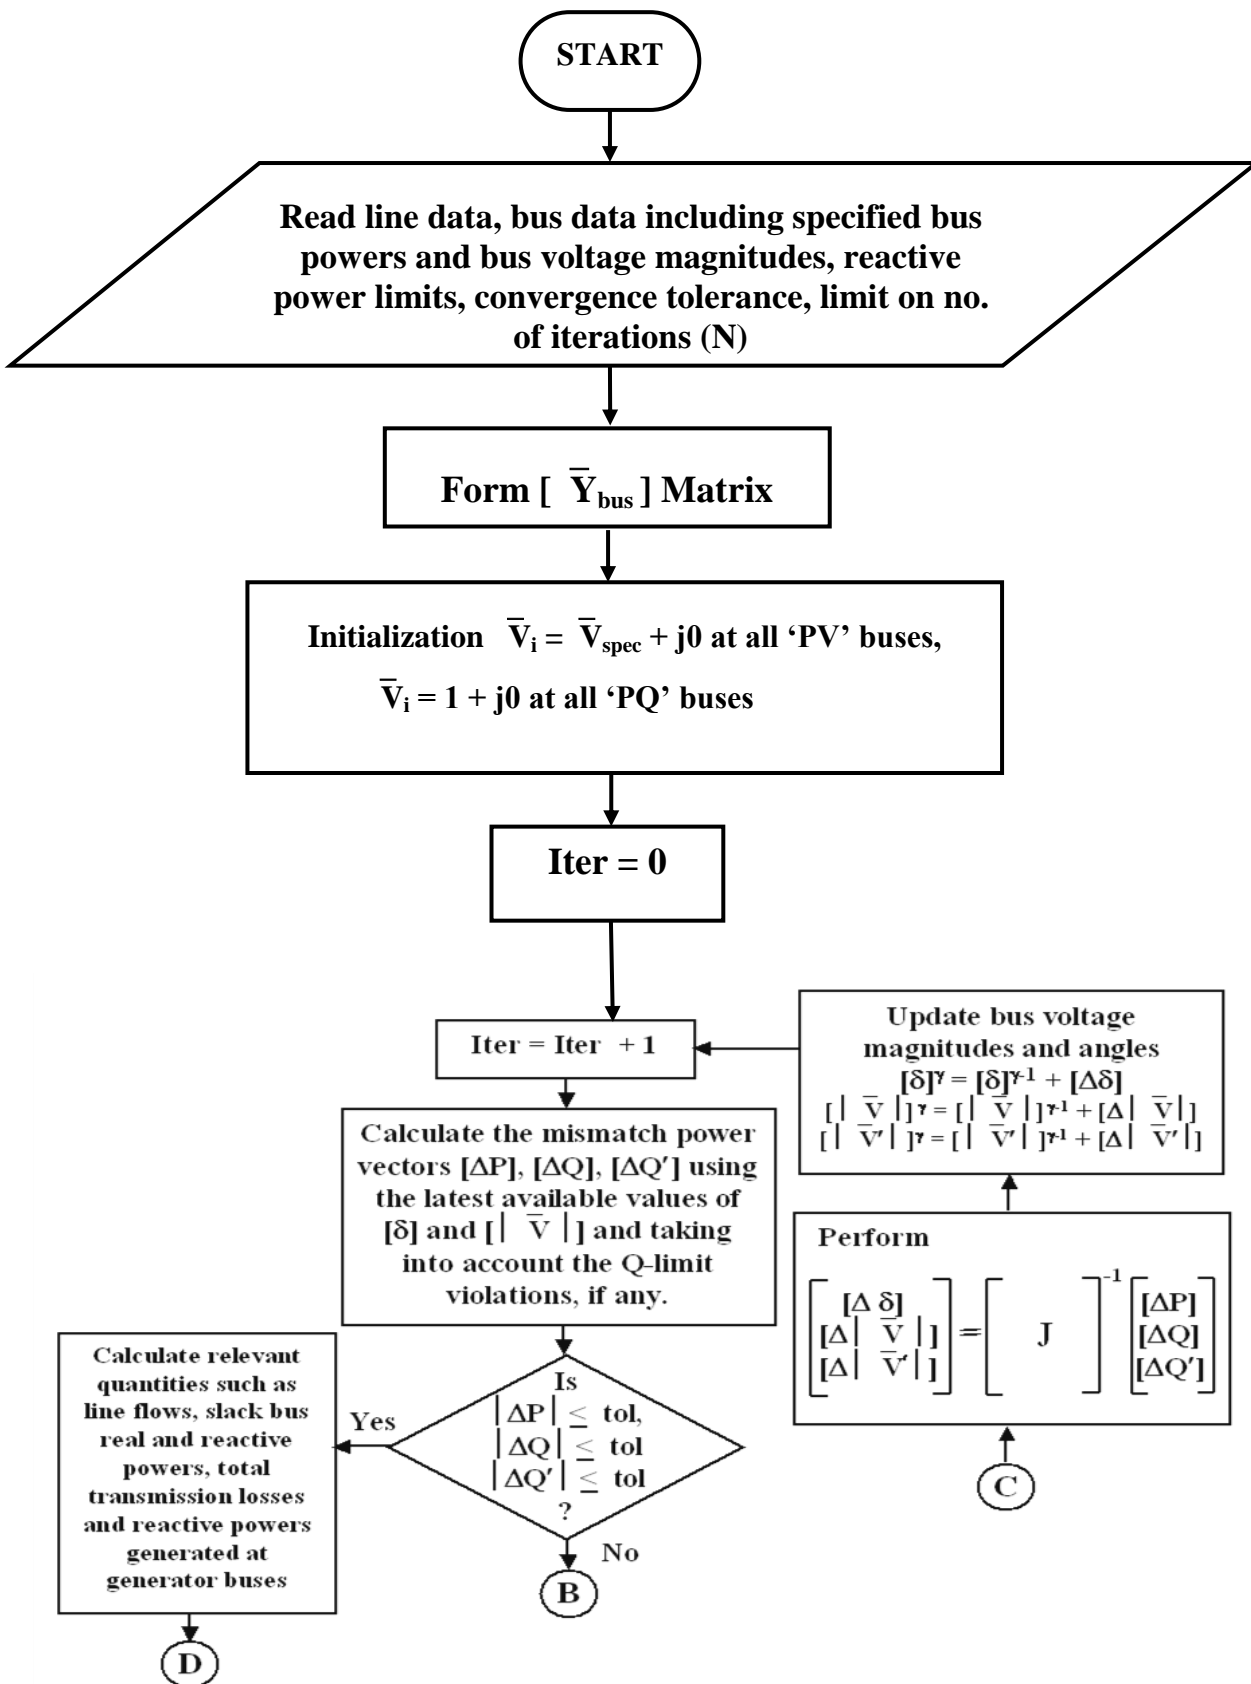 START
Read line data, bus data including specified bus
powers and bus voltage magnitudes, reactive
power limits, convergence tolerance, limit on no.
of iterations (N)
Form [ Y̅bus ] Matrix
Initialization V̅i = V̅spec + j0 at all ‘PV’ buses,
V̅i = 1 + j0 at all ‘PQ’ buses
Iter = 0
Iter = Iter + 1
Calculate the mismatch power
vectors [ΔP], [ΔQ], [ΔQ′] using
the latest available values of
[δ] and [| V̅ |] and taking
into account the Q-limit
violations, if any.
Is
|ΔP| ≤ tol,
|ΔQ| ≤ tol
|ΔQ′| ≤ tol
?
Yes
No
B
Calculate relevant
quantities such as
line flows, slack bus
real and reactive
powers, total
transmission losses
and reactive powers
generated at
generator buses
D
Update bus voltage
magnitudes and angles
[δ]^γ = [δ]^γ-1 + [Δδ]
[| V̅ |]^γ = [| V̅ |]^γ-1 + [Δ| V̅|]
[| V̅′| ]^γ = [| V̅′| ]^γ-1 + [Δ| V̅′|]
Perform
[Δ δ]
[Δ| V̅ |] = [ J ]^-1
[Δ| V̅′|]
[ΔP]
[ΔQ]
[ΔQ′]
C